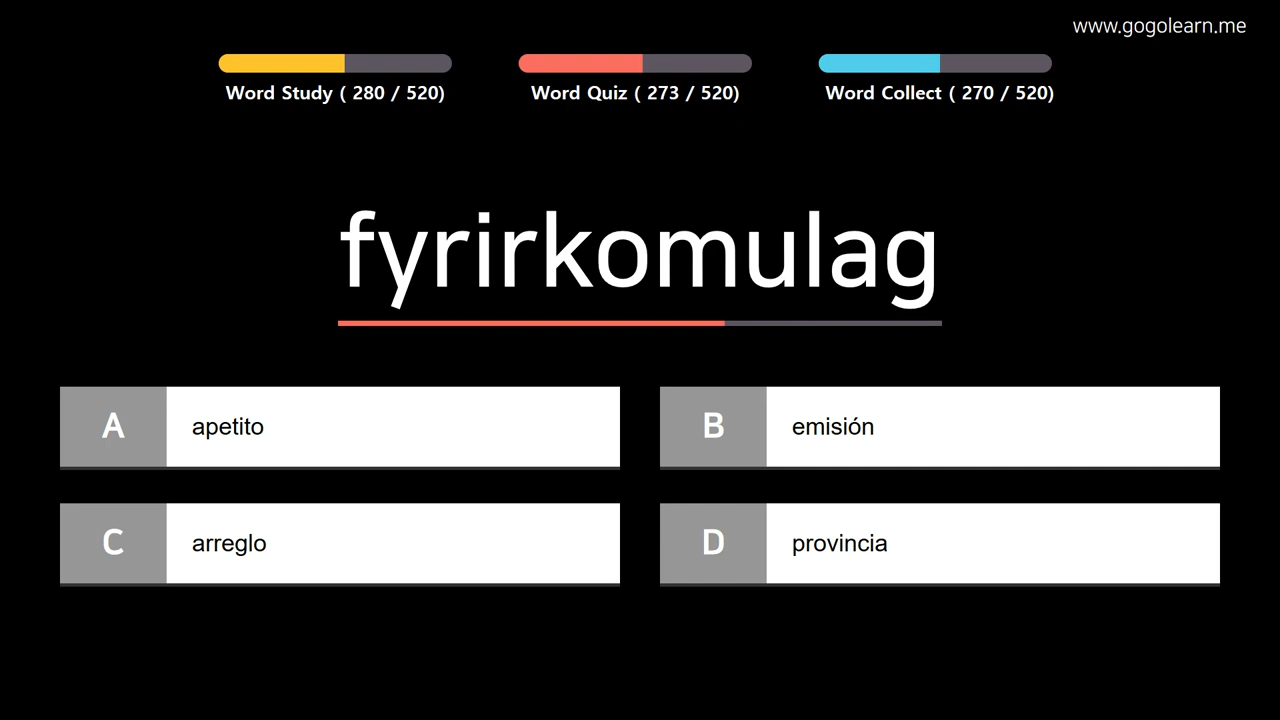 www.gogolearn.me
Word Study ( 280 / 520)
Word Quiz ( 273 / 520)
Word Collect ( 270 / 520)
fyrirkomulag
A apetito
B emisión
C arreglo
D provincia